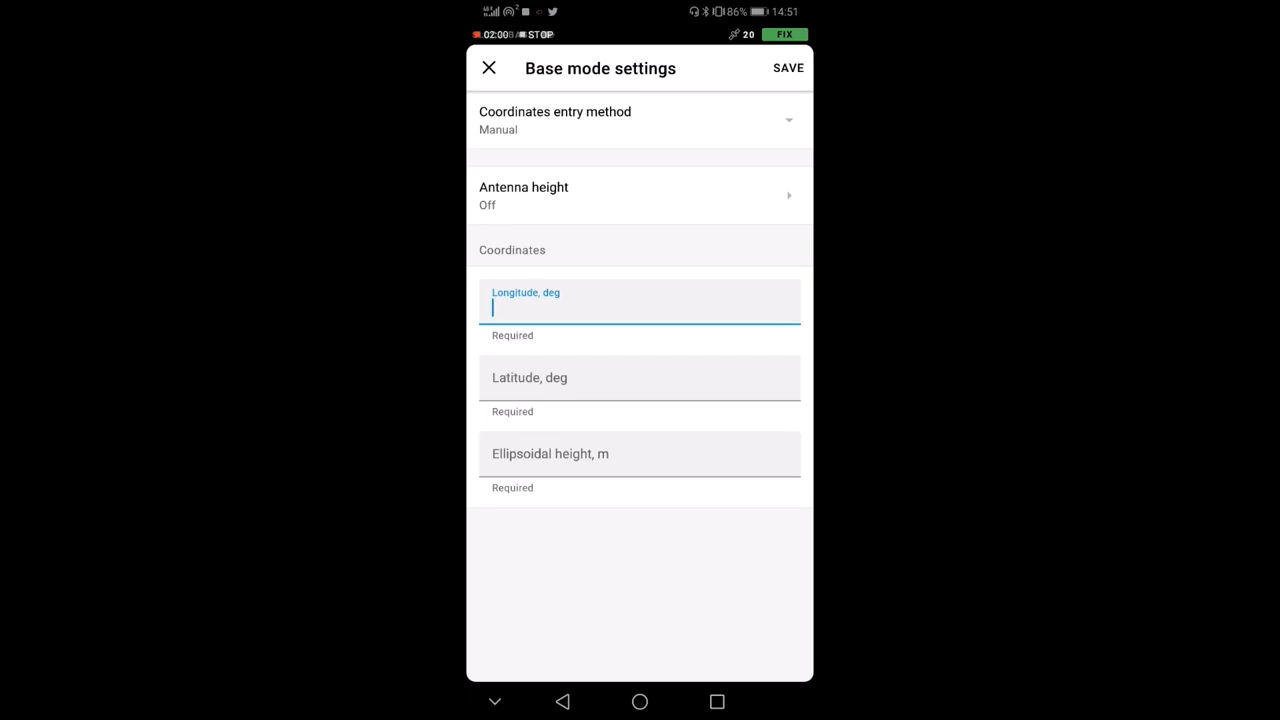 86% 14:51
02:00 STOP 20 FIX
Base mode settings SAVE
Coordinates entry method
Manual
Antenna height
Off
Coordinates
Longitude, deg
Required
Latitude, deg
Required
Ellipsoidal height, m
Required